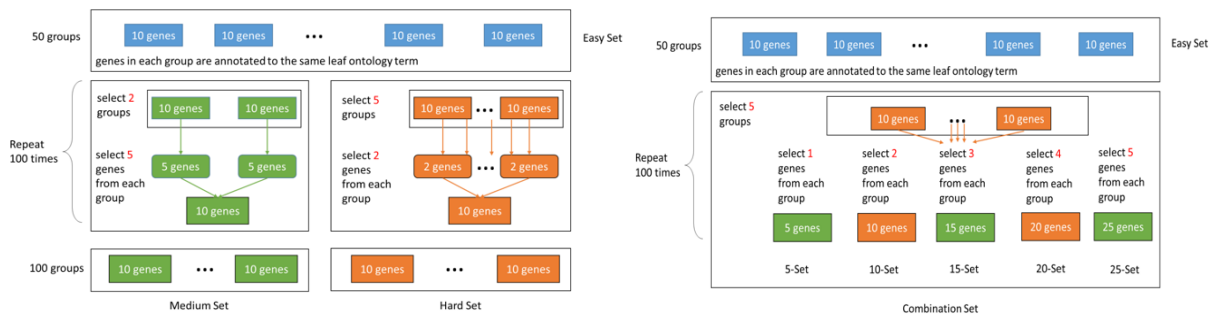 50 groups
10 genes 10 genes ••• 10 genes 10 genes
Easy Set
genes in each group are annotated to the same leaf ontology term
Repeat
100 times
select 2
groups
10 genes 10 genes
select 5
genes
from each
group
5 genes 5 genes
10 genes
select 5
groups
10 genes ••• 10 genes
select 2
genes
from each
group
2 genes ••• 2 genes
10 genes
100 groups
10 genes ••• 10 genes
10 genes ••• 10 genes
Medium Set
Hard Set
50 groups
10 genes 10 genes ••• 10 genes 10 genes
Easy Set
genes in each group are annotated to the same leaf ontology term
Repeat
100 times
select 5
groups
10 genes ••• 10 genes
select 1
genes
from each
group
select 2
genes
from each
group
select 3
genes
from each
group
select 4
genes
from each
group
select 5
genes
from each
group
5 genes 10 genes 15 genes 20 genes 25 genes
5-Set 10-Set 15-Set 20-Set 25-Set
Combination Set